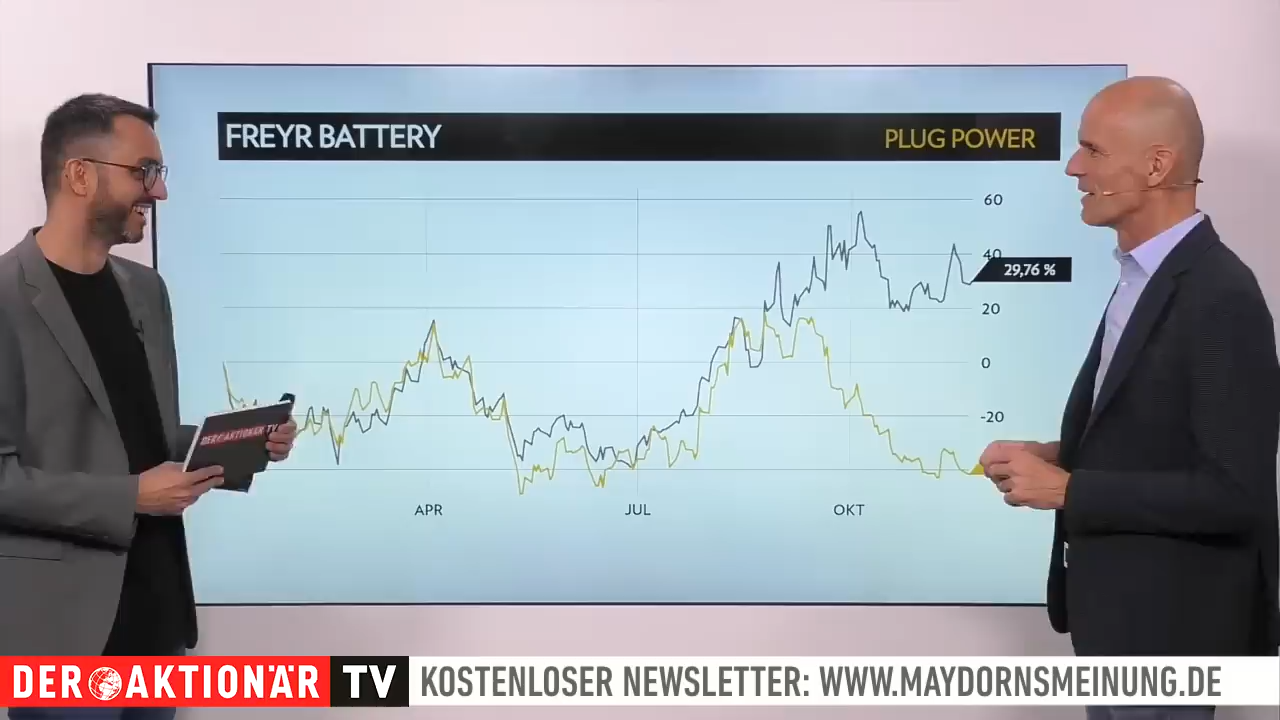 FREYR BATTERY
PLUG POWER
60
40
29,76 %
20
0
-20
APR
JUL
OKT
DER AKTIONÄR TV
DER AKTIONÄR TV
KOSTENLOSER NEWSLETTER: WWW.MAYDORNSMEINUNG.DE